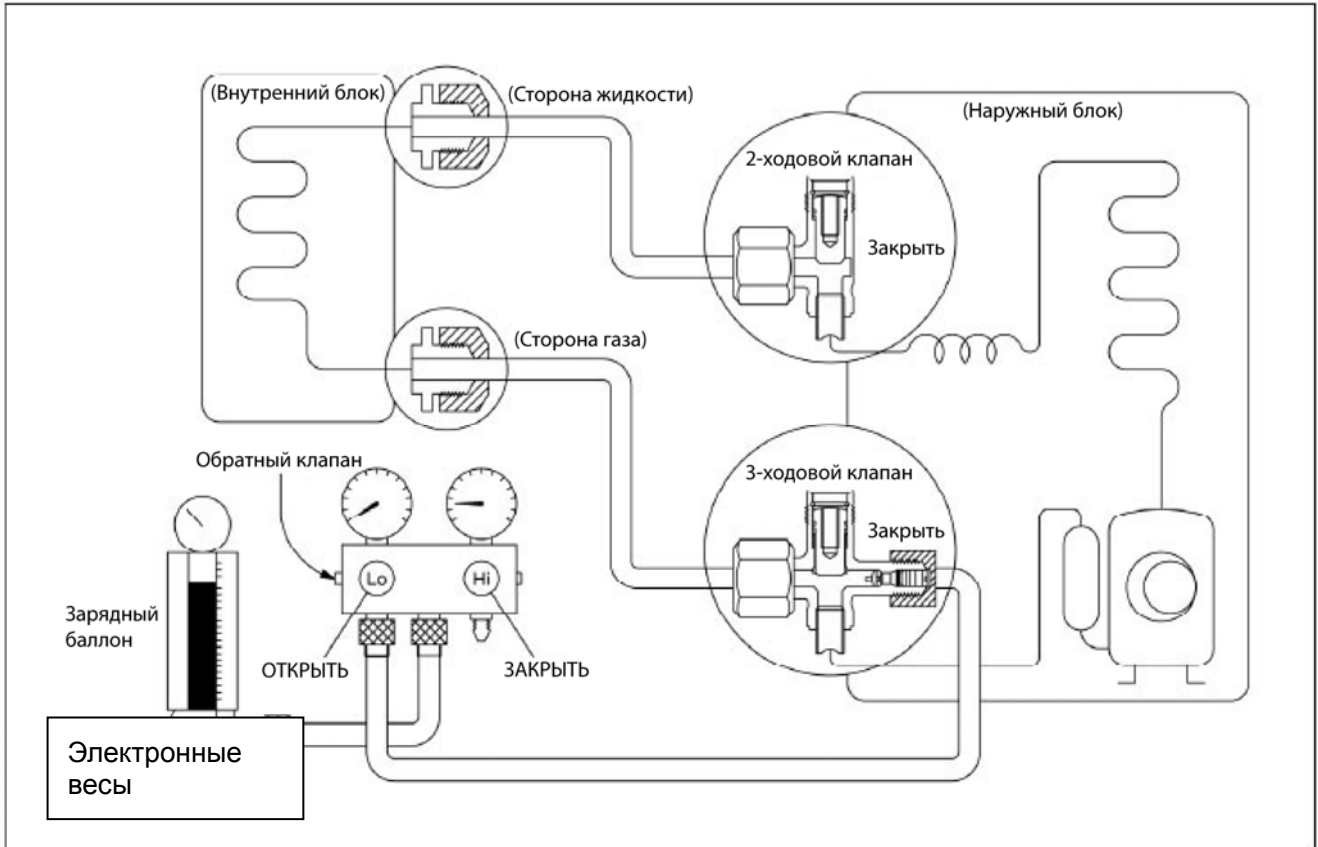 (Внутренний блок)
(Сторона жидкости)
(Наружный блок)
2-ходовой клапан
Закрыть
(Сторона газа)
Обратный клапан
3-ходовой клапан
Закрыть
Lo
Hi
Зарядный
баллон
ОТКРЫТЬ
ЗАКРЫТЬ
Электронные
весы